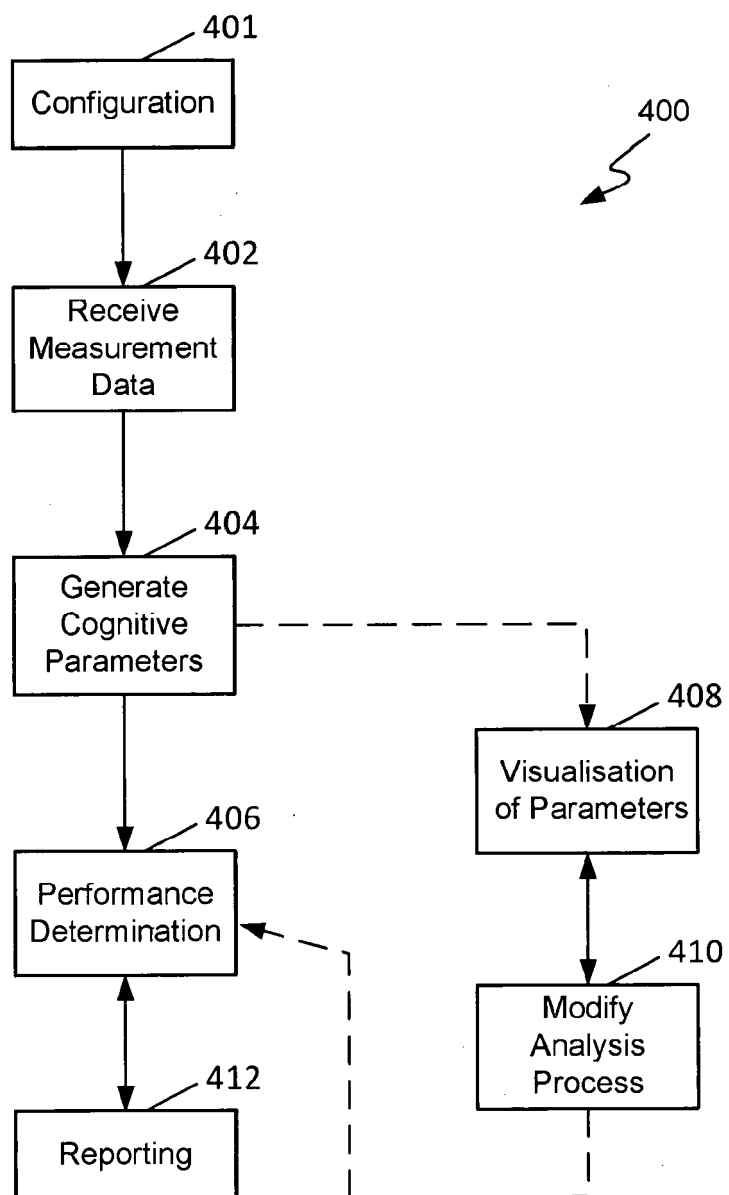 401
Configuration
400
402
Receive
Measurement
Data
404
Generate
Cognitive
Parameters
408
Visualisation
of Parameters
406
Performance
Determination
410
Modify
Analysis
Process
412
Reporting